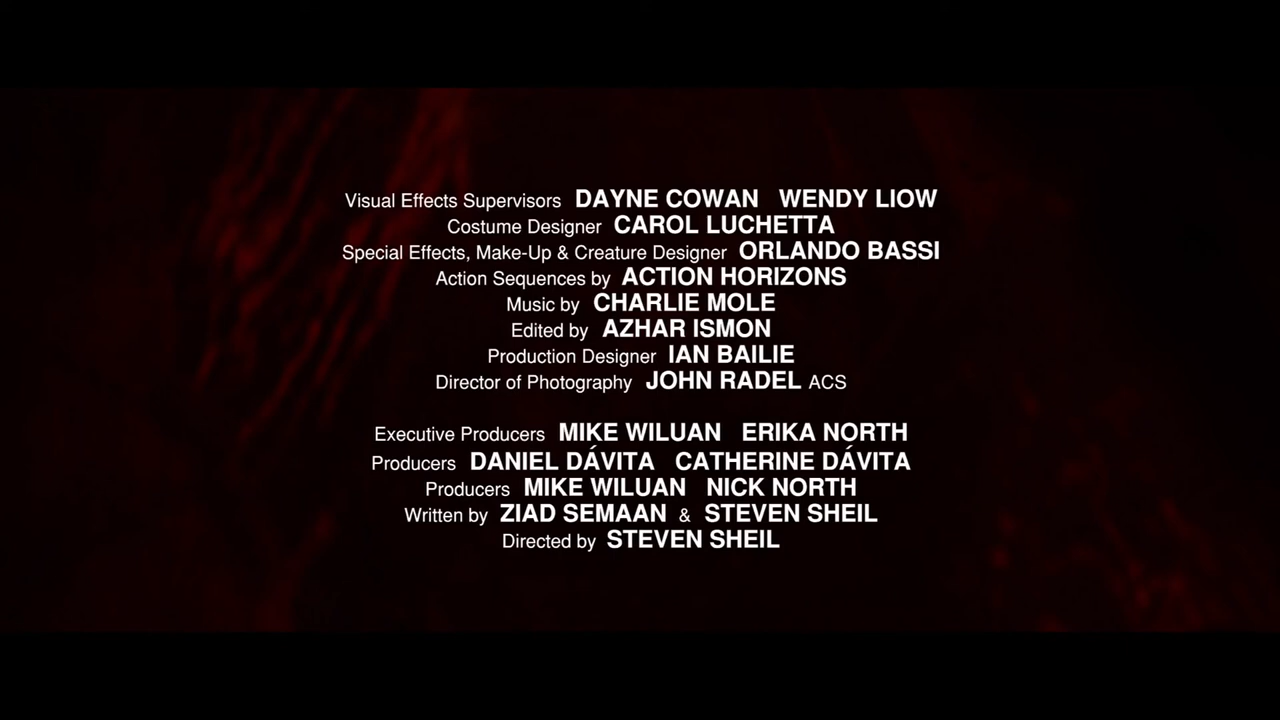 Visual Effects Supervisors DAYNE COWAN WENDY LIOW
Costume Designer CAROL LUCHETTA
Special Effects, Make-Up & Creature Designer ORLANDO BASSI
Action Sequences by ACTION HORIZONS
Music by CHARLIE MOLE
Edited by AZHAR ISMON
Production Designer IAN BAILIE
Director of Photography JOHN RADEL ACS
Executive Producers MIKE WILUAN ERIKA NORTH
Producers DANIEL DÁVITA CATHERINE DÁVITA
Producers MIKE WILUAN NICK NORTH
Written by ZIAD SEMAAN & STEVEN SHEIL
Directed by STEVEN SHEIL